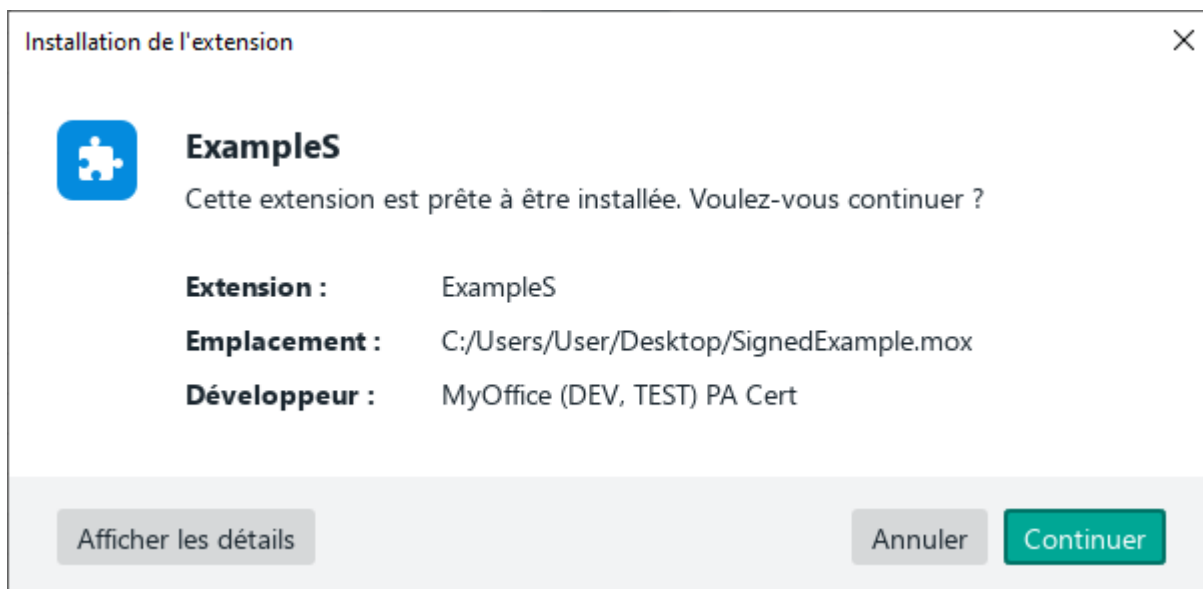 Installation de l'extension
ExampleS
Cette extension est prête à être installée. Voulez-vous continuer ?
Extension : ExampleS
Emplacement : C:/Users/User/Desktop/SignedExample.mox
Développeur : MyOffice (DEV, TEST) PA Cert
Afficher les détails Annuler Continuer